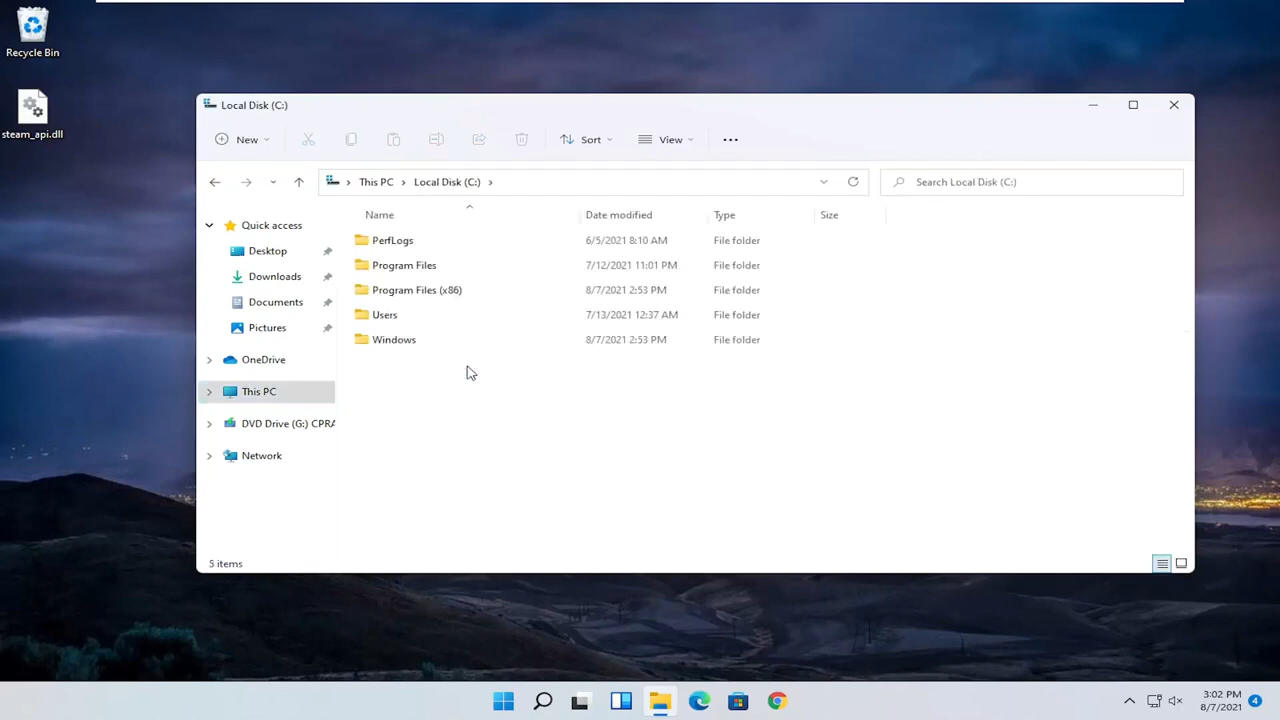 Recycle Bin
steam_api.dll
Local Disk (C:)
New
Sort
View
This PC
Local Disk (C:)
Search Local Disk (C:)
Name
Date modified
Type
Size
Quick access
Desktop
Downloads
Documents
Pictures
OneDrive
This PC
DVD Drive (G:) CPRA
Network
PerfLogs 6/5/2021 8:10 AM File folder
Program Files 7/12/2021 11:01 PM File folder
Program Files (x86) 8/7/2021 2:53 PM File folder
Users 7/13/2021 12:37 AM File folder
Windows 8/7/2021 2:53 PM File folder
5 items
3:02 PM
8/7/2021
4